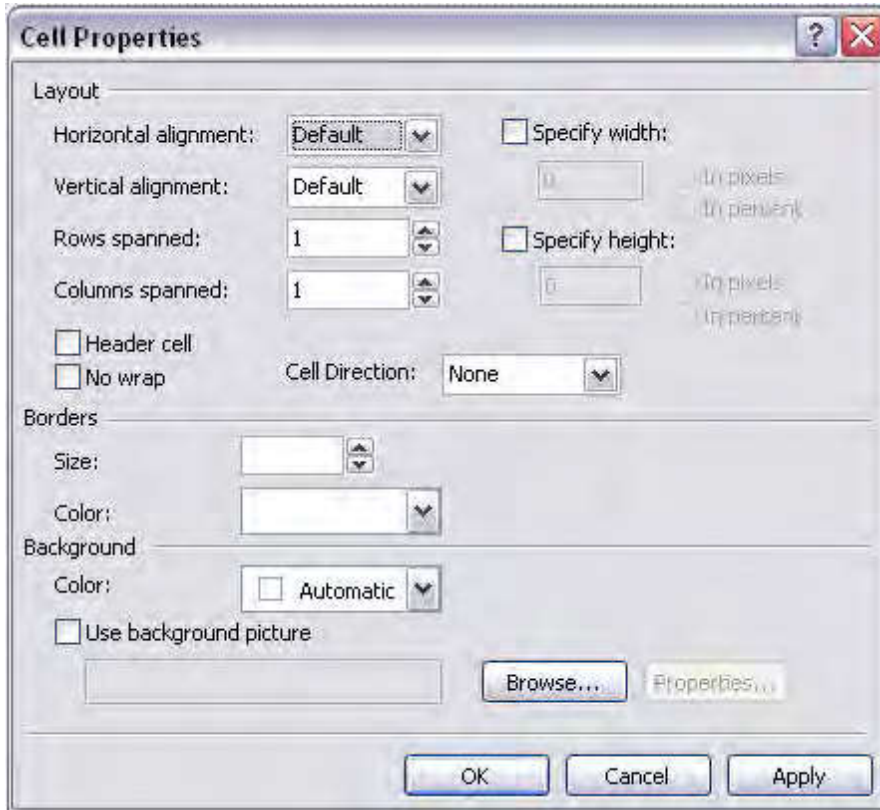 Cell Properties
Layout
Horizontal alignment: Default Specify width:
Vertical alignment: Default 0 In pixels
In percent
Rows spanned: 1 Specify height:
Columns spanned: 1 0 In pixels
In percent
Header cell
No wrap Cell Direction: None
Borders
Size:
Color:
Background
Color: Automatic
Use background picture
Browse... Properties...
OK Cancel Apply